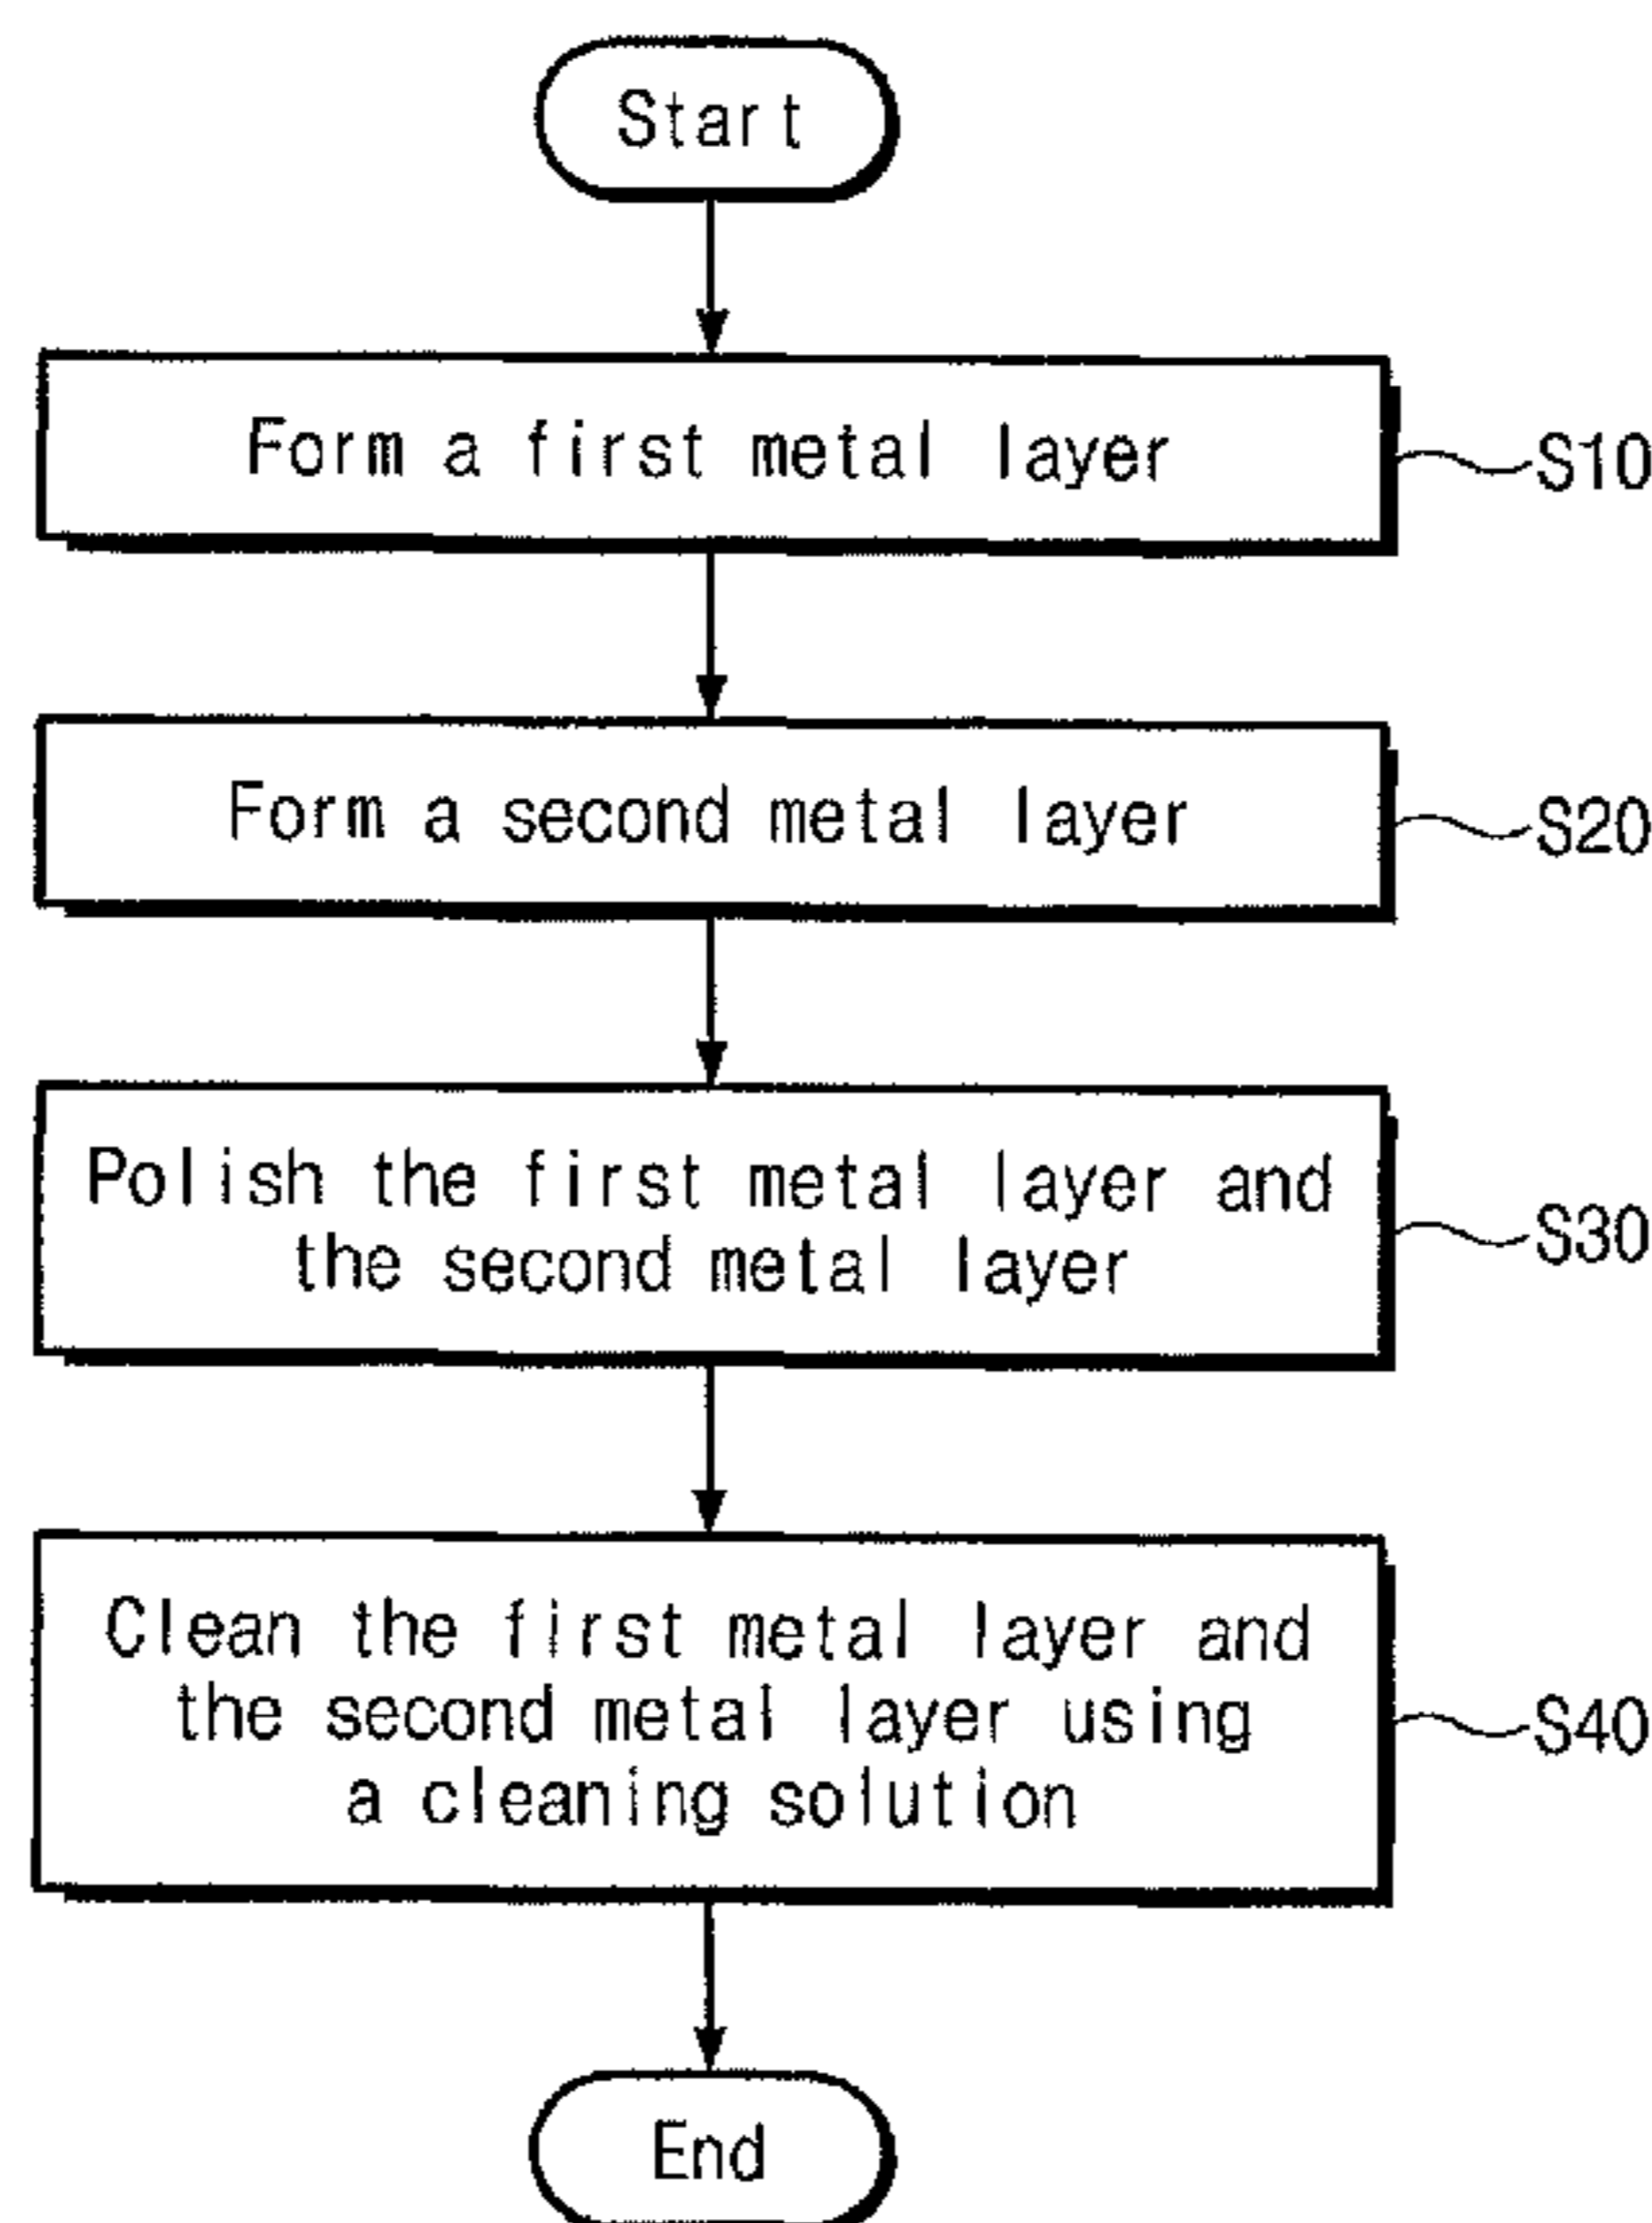 Start
Form a first metal layer
S10
Form a second metal layer
S20
Polish the first metal layer and
the second metal layer
S30
Clean the first metal layer and
the second metal layer using
a cleaning solution
S40
End